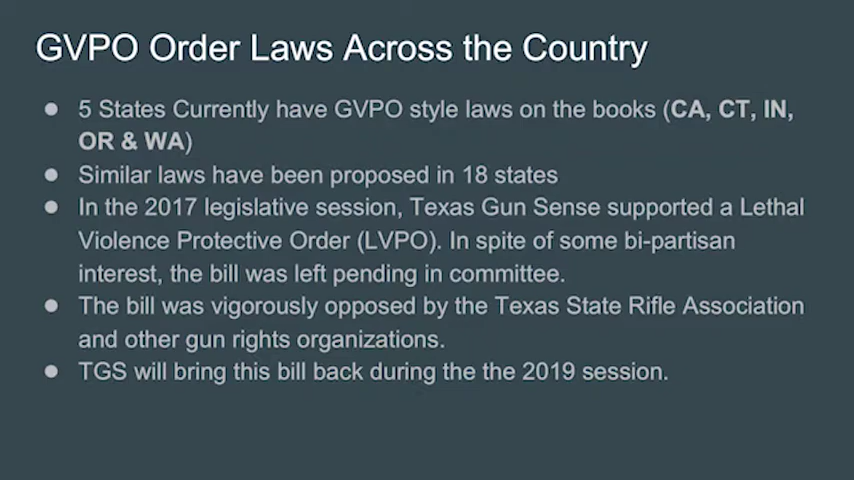 GVPO Order Laws Across the Country
● 5 States Currently have GVPO style laws on the books (CA, CT, IN,
OR & WA)
● Similar laws have been proposed in 18 states
● In the 2017 legislative session, Texas Gun Sense supported a Lethal
Violence Protective Order (LVPO). In spite of some bi-partisan
interest, the bill was left pending in committee.
● The bill was vigorously opposed by the Texas State Rifle Association
and other gun rights organizations.
● TGS will bring this bill back during the the 2019 session.